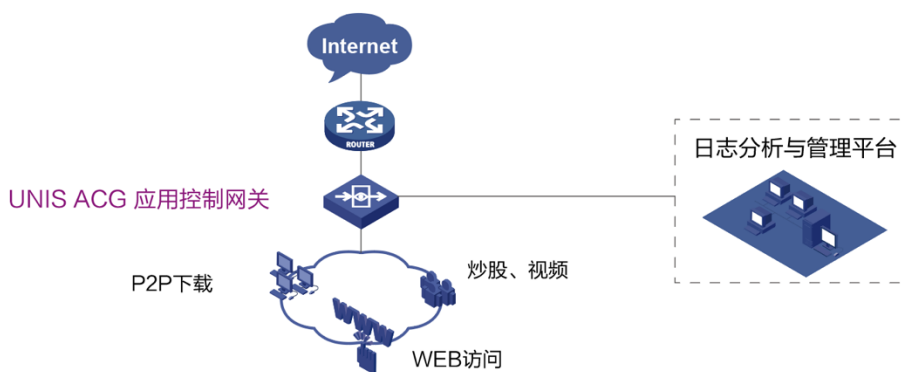 Internet
ROUTER
日志分析与管理平台
UNIS ACG 应用控制网关
P2P下载
炒股、视频
WWW
WEB访问